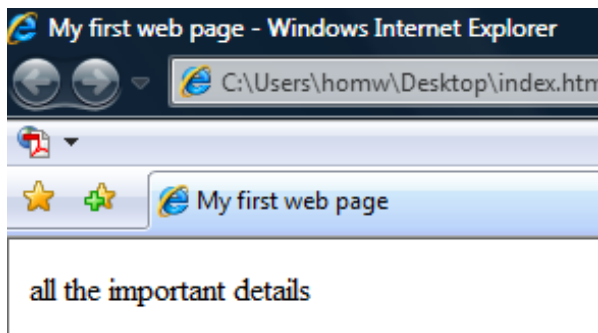 My first web page - Windows Internet Explorer
C:\Users\homw\Desktop\index.htm
My first web page
all the important details